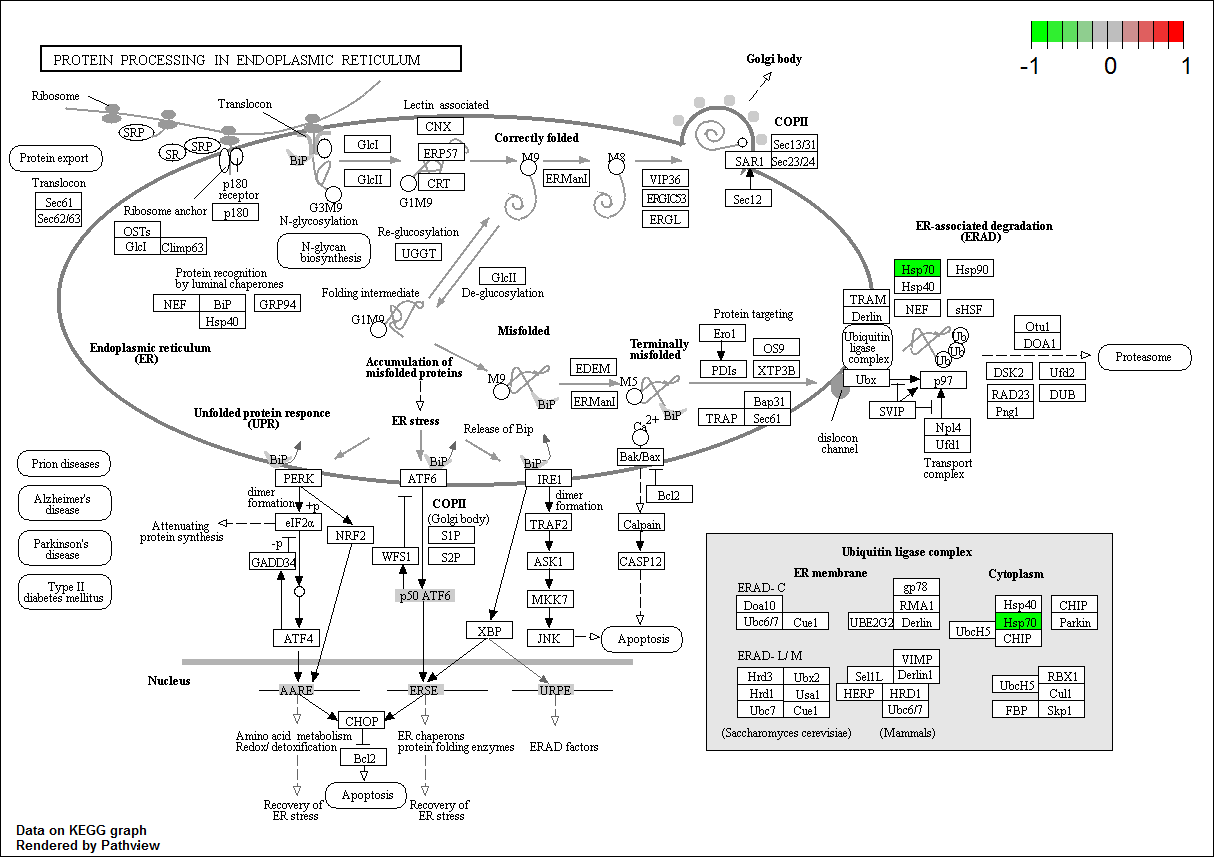 PROTEIN PROCESSING IN ENDOPLASMIC RETICULUM
-1
0
1
Golgi body
Ribosome
Translocon
Lectin associated
SRP
SR
SRP
BiP
GlcI
GlcII
CNX
ERP57
CRT
G1M9
Correctly folded
M9
M8
ERManI
VIP36
ERGIC53
ERGL
COPII
Sec13/31
SAR1
Sec23/24
Sec12
Protein export
Translocon
Sec61
Sec62/63
p180
receptor
p180
Ribosome anchor
OSTs
GlcI
Climp63
G3M9
N-glycosylation
N-glycan
biosynthesis
Re-glucosylation
UGGT
GlcII
De-glucosylation
Protein recognition
by luminal chaperones
NEF
BiP
GRP94
Hsp40
Folding intermediate
G1M9
Endoplasmic reticulum
(ER)
Misfolded
Accumulation of
misfolded proteins
M9
BiP
EDEM
ERManI
Terminally
misfolded
M5
BiP
Protein targeting
Ero1
PDIs
OS9
XTP3B
Bap31
TRAP
Sec61
ER-associated degradation
(ERAD)
Hsp70
Hsp90
Hsp40
NEF
sHSF
TRAM
Derlin
Ubiquitin
ligase
complex
Ubx
Ub
Ub
Ub
p97
SVIP
Npl4
Ufd1
Transport
complex
dislocon
channel
Otu1
DOA1
DSK2
Ufd2
RAD23
DUB
Png1
Proteasome
Unfolded protein responce
(UPR)
ER stress
Release of Bip
BiP
BiP
BiP
PERK
ATF6
IRE1
Ca2+
Bak/Bax
Bcl2
Prion diseases
Alzheimer's
disease
Parkinson's
disease
Type II
diabetes mellitus
dimer
formation
+p
eIF2α
Attenuating
protein synthesis
-p
GADD34
NRF2
ATF4
COPII
(Golgi body)
S1P
S2P
WFS1
p50 ATF6
dimer
formation
TRAF2
ASK1
MKK7
JNK
XBP
Calpain
CASP12
Apoptosis
Nucleus
AARE
ERSE
URPE
CHOP
Bcl2
Apoptosis
Amino acid metabolism
Redox/ detoxification
ER chaperons
protein folding enzymes
ERAD factors
Recovery of
ER stress
Recovery of
ER stress
Ubiquitin ligase complex
ER membrane
Cytoplasm
ERAD- C
Doa10
Ubc6/7
Cue1
gp78
RMA1
UBE2G2
Derlin
Hsp40
CHIP
UbcH5
Hsp70
Parkin
CHIP
ERAD- L/ M
Hrd3
Ubx2
Hrd1
Usa1
Ubc7
Cue1
VIMP
Sel1L
Derlin1
HERP
HRD1
Ubc6/7
RBX1
UbcH5
Cul1
FBP
Skp1
(Saccharomyces cerevisiae)
(Mammals)
Data on KEGG graph
Rendered by Pathview